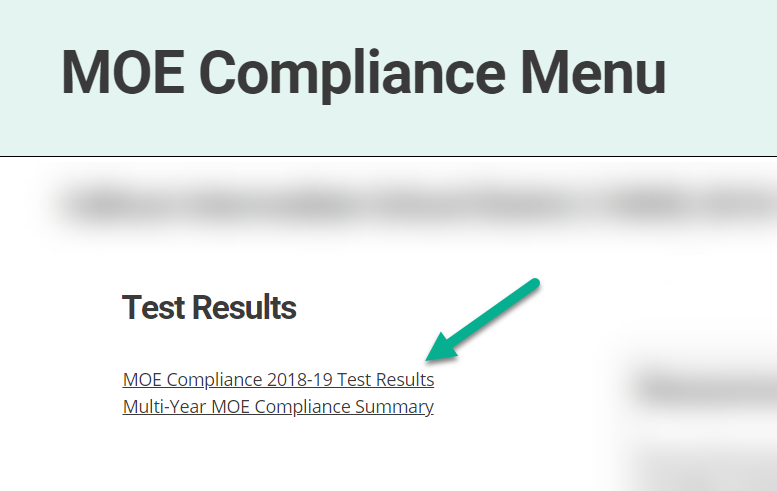 MOE Compliance Menu
Test Results
MOE Compliance 2018-19 Test Results
Multi-Year MOE Compliance Summary